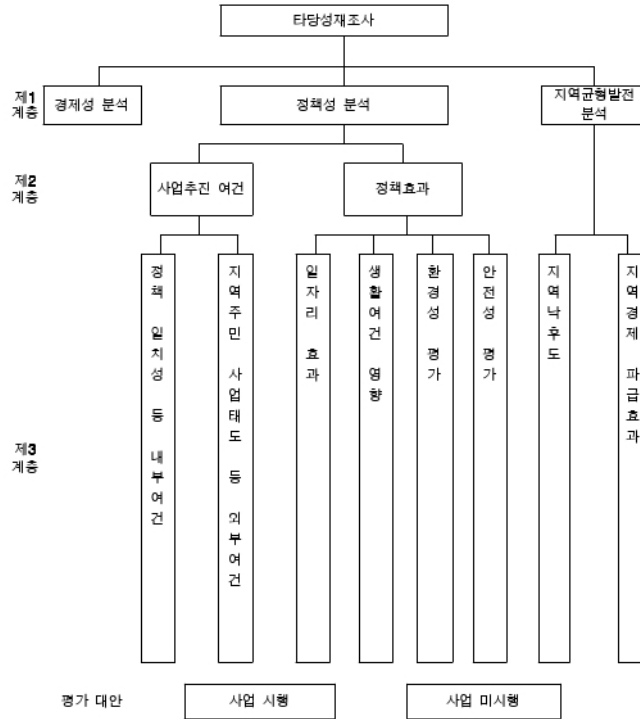 타당성재조사
제1
계층
경제성 분석
정책성 분석
지역균형발전
분석
제2
계층
사업추진 여건
정책효과
제3
계층
정책 일치성 등 내부여건
지역주민 사업태도 등 외부여건
일자리 효과
생활여건 영향
환경성 평가
안전성 평가
지역낙후도
지역경제 파급효과
평가 대안
사업 시행
사업 미시행